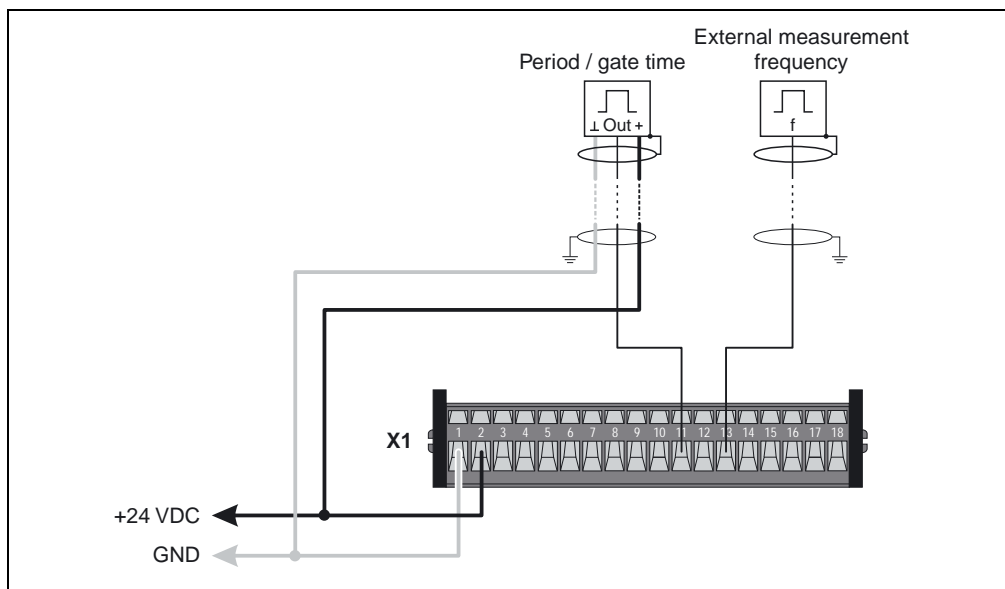 External measurement
frequency
Period / gate time
⊥ Out +
f
X1
1 2 3 4 5 6 7 8 9 10 11 12 13 14 15 16 17 18
+24 VDC
GND